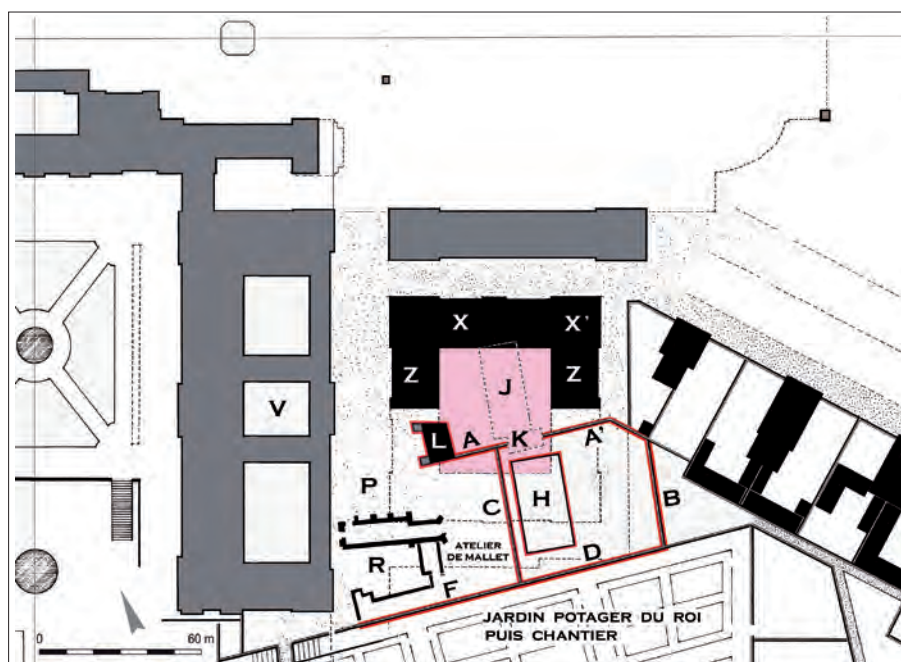 X X'
Z J Z
V
L A K A'
P C H B
R ATELIER
DE MALLET D
F
JARDIN POTAGER DU ROI
PUIS CHANTIER
0 60 m